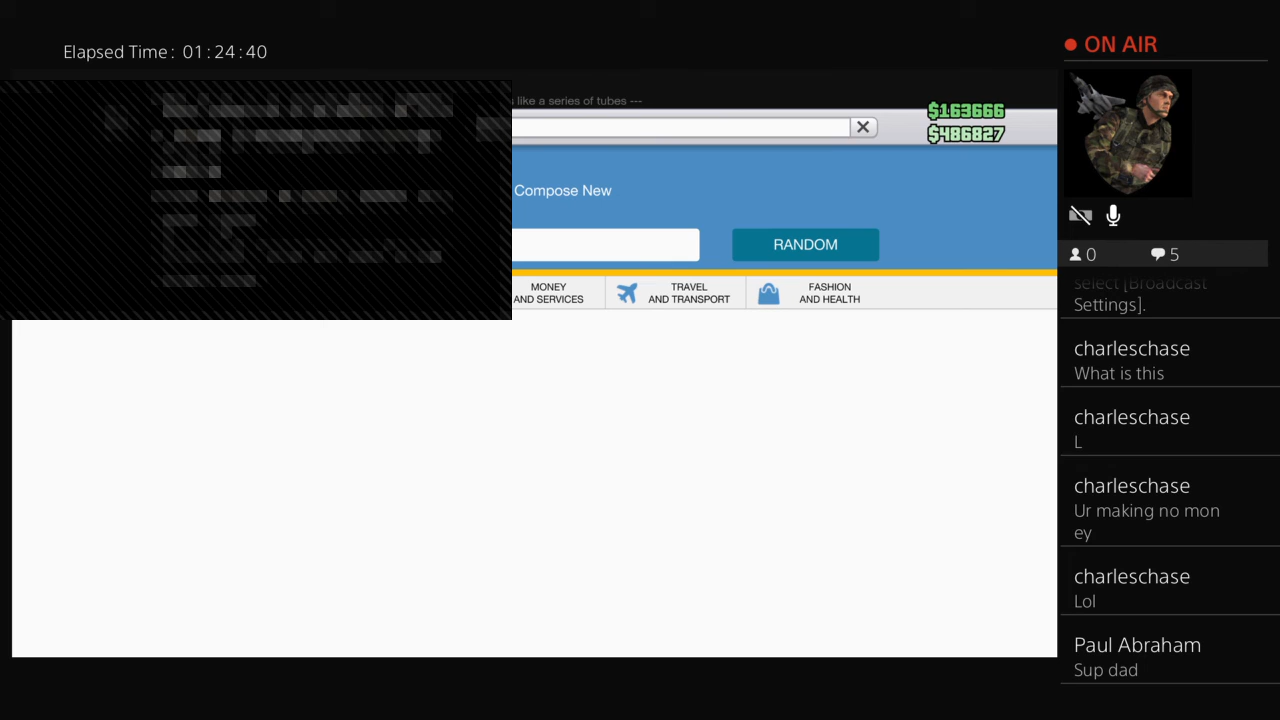 Elapsed Time: 01:24:40
ON AIR
s like a series of tubes ---
$163666
$486827
Compose New
RANDOM
MONEY
AND SERVICES
TRAVEL
AND TRANSPORT
FASHION
AND HEALTH
0
5
select [Broadcast
Settings].
charleschase
What is this
charleschase
L
charleschase
Ur making no mon
ey
charleschase
Lol
Paul Abraham
Sup dad